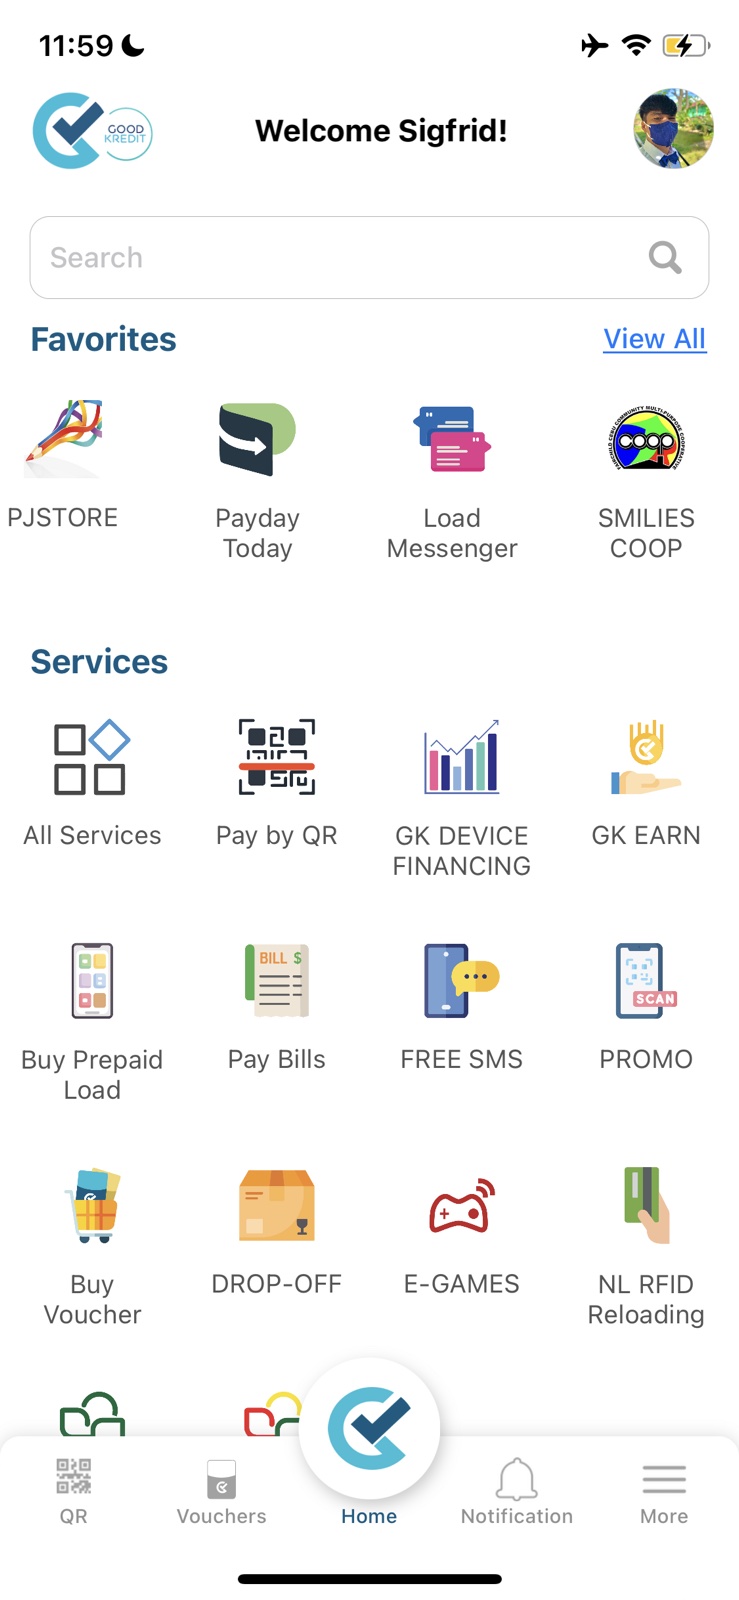 11:59
GOOD
KREDIT
Welcome Sigfrid!
Search
Favorites
View All
COOP
PJSTORE
Payday
Today
Load
Messenger
SMILIES
COOP
Services
All Services
Pay by QR
GK DEVICE
FINANCING
GK EARN
BILL $
SCAN
Buy Prepaid
Load
Pay Bills
FREE SMS
PROMO
Buy
Voucher
DROP-OFF
E-GAMES
NL RFID
Reloading
QR
Vouchers
Home
Notification
More